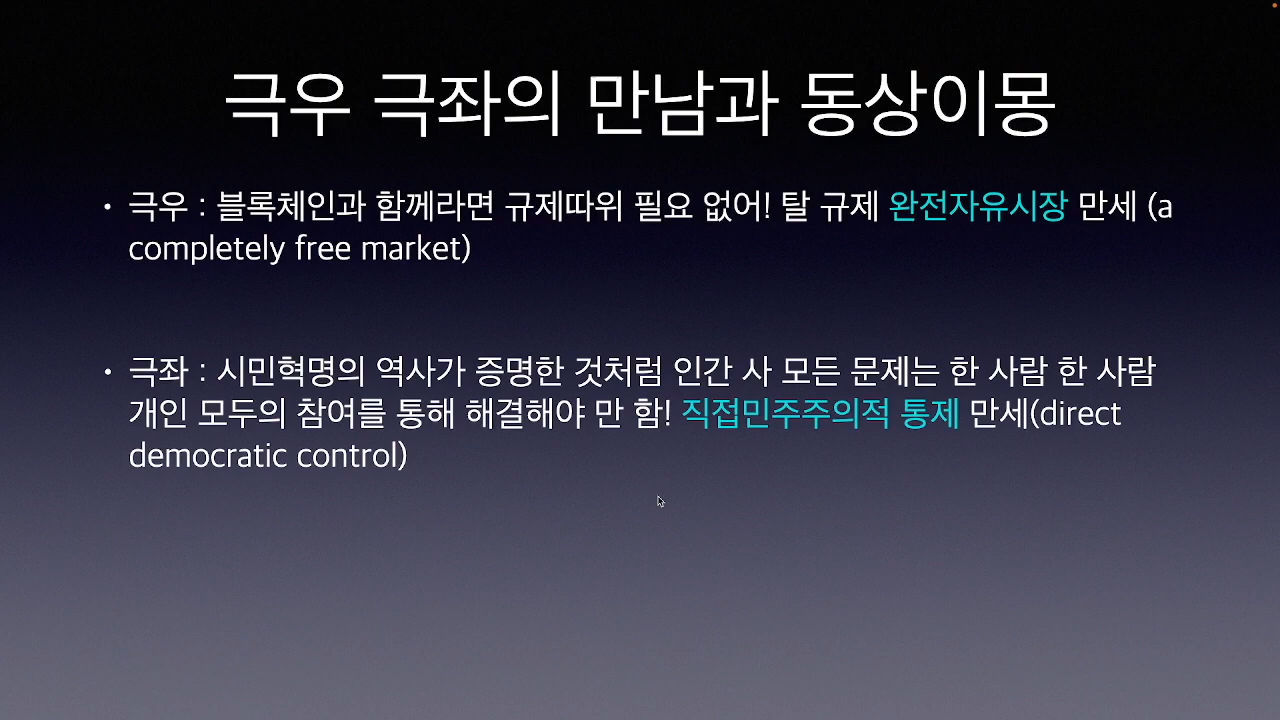 극우 극좌의 만남과 동상이몽
• 극우 : 블록체인과 함께라면 규제따위 필요 없어! 탈 규제 완전자유시장 만세 (a
completely free market)
• 극좌 : 시민혁명의 역사가 증명한 것처럼 인간 사 모든 문제는 한 사람 한 사람
개인 모두의 참여를 통해 해결해야 만 함! 직접민주주의적 통제 만세(direct
democratic control)